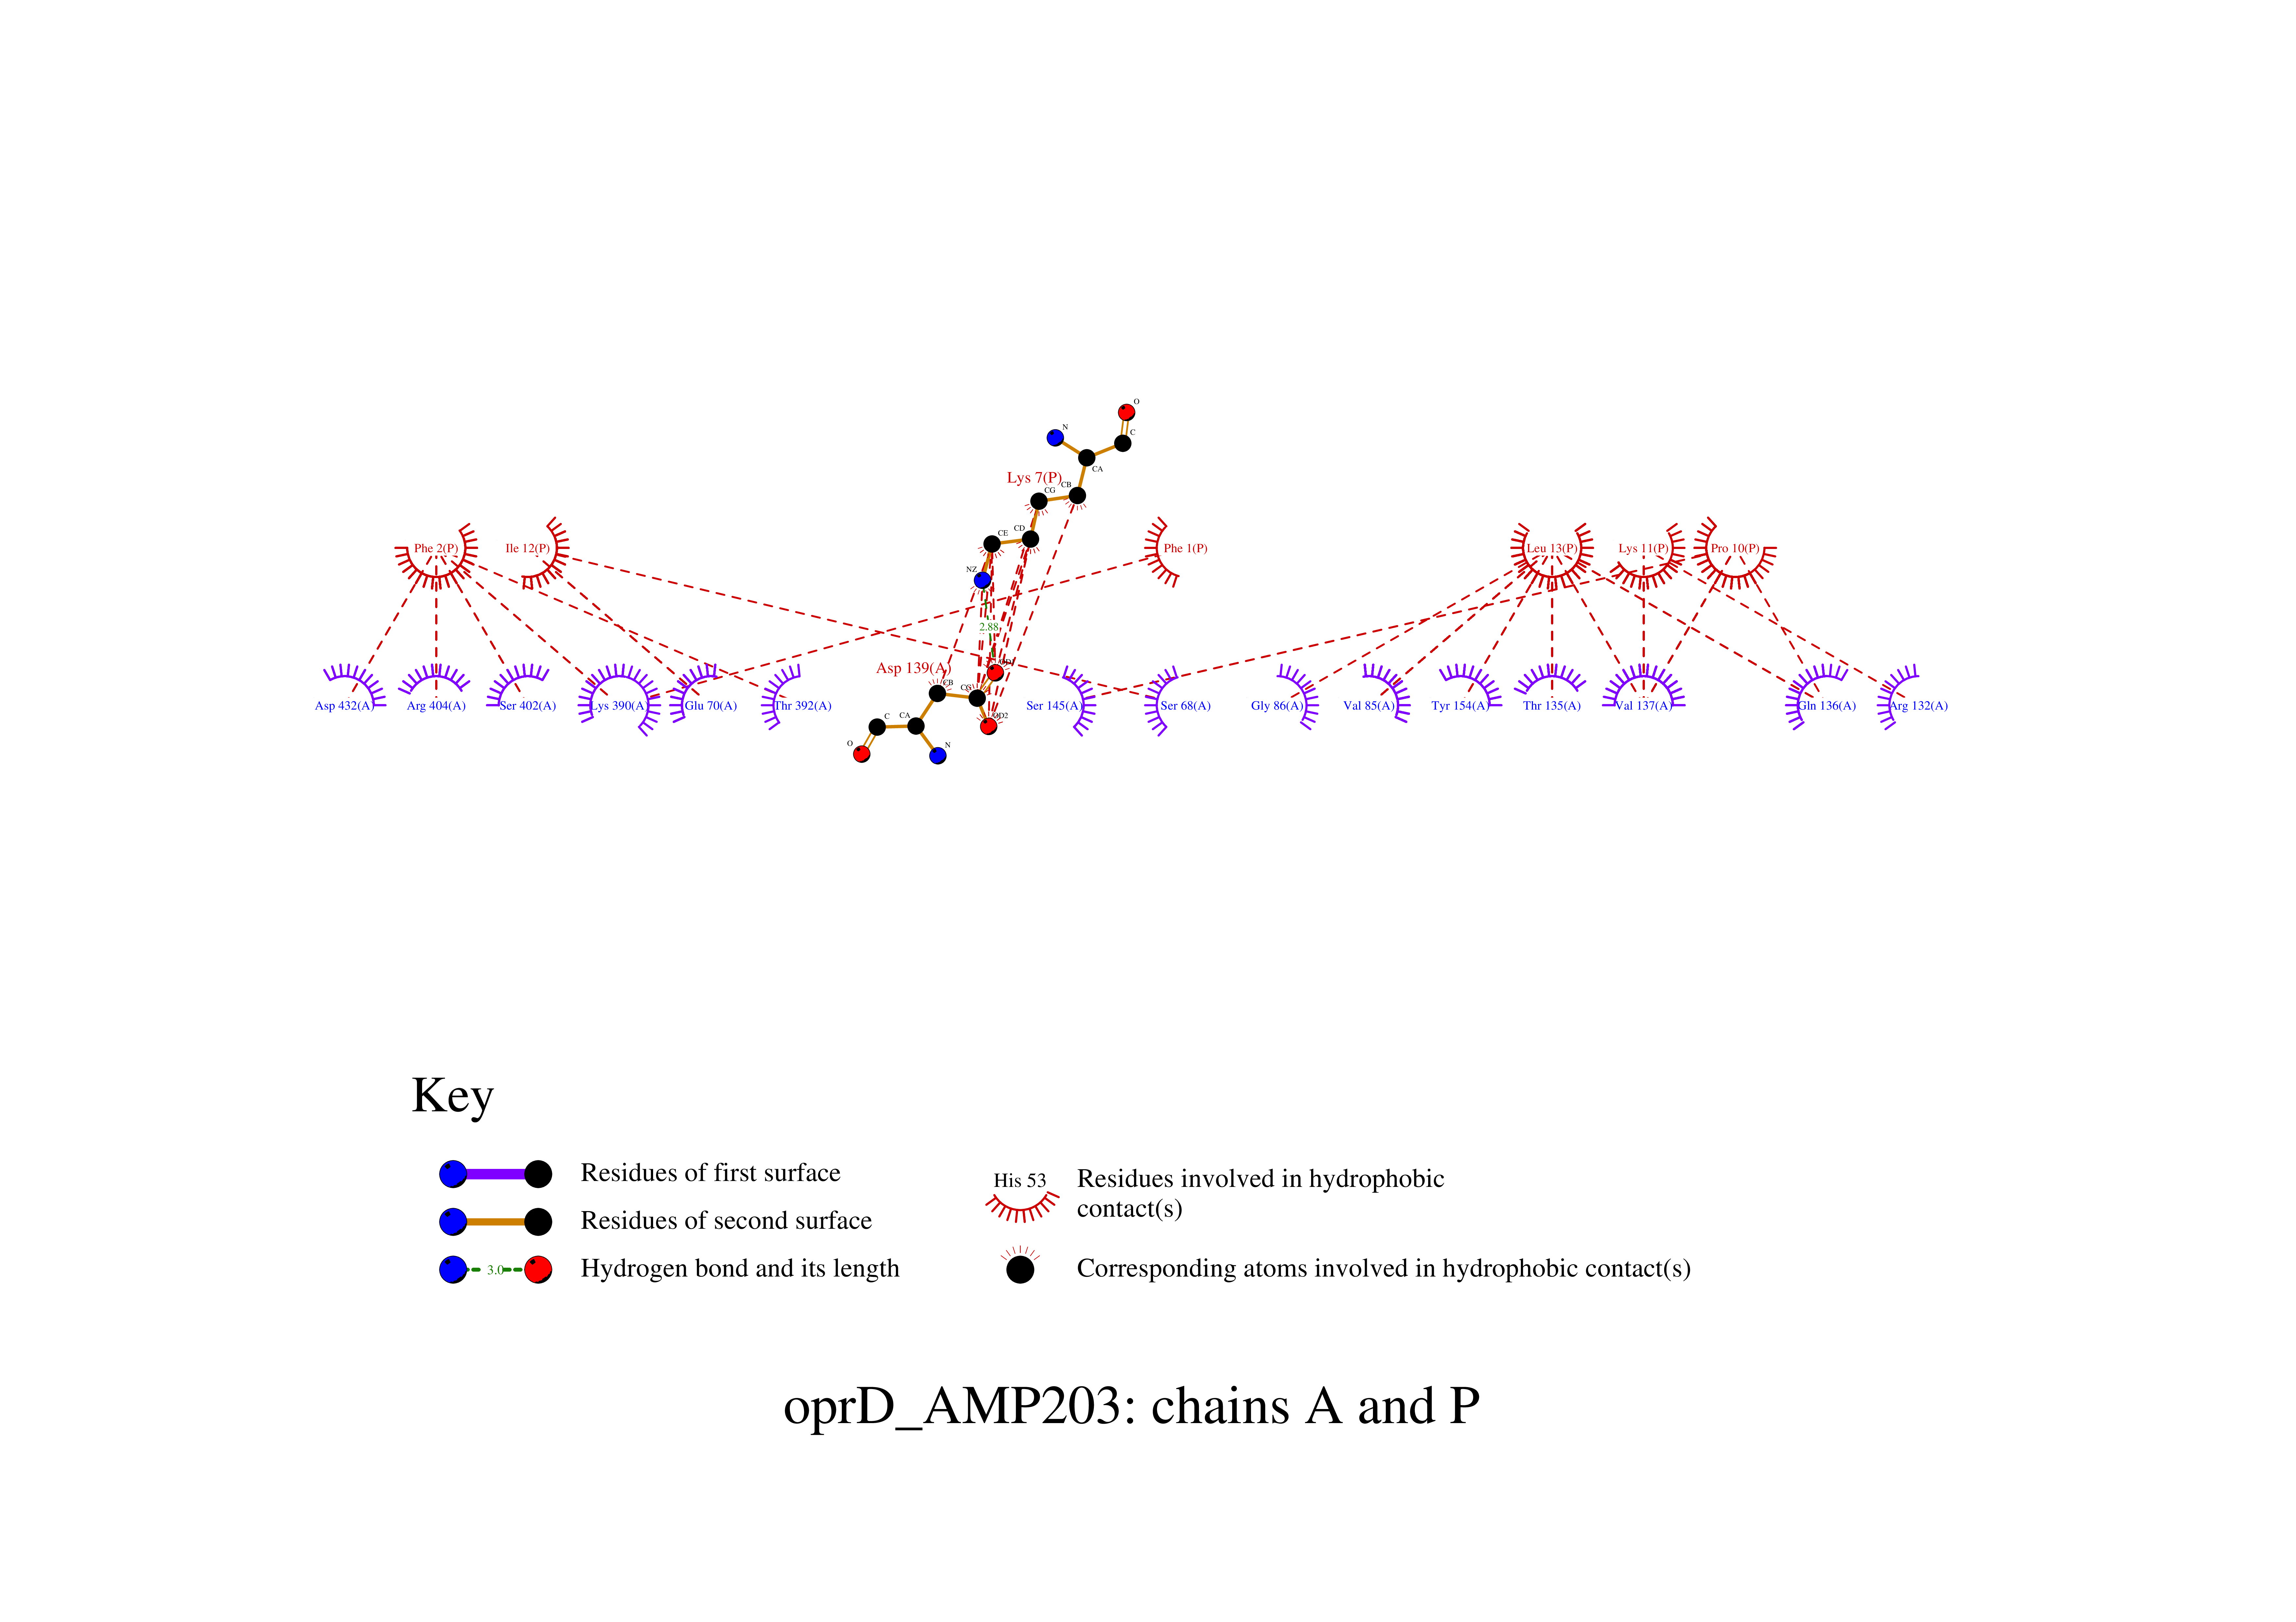 O
N
C
CA
Lys 7(P)
CB
CG
CD
CE
Phe 2(P)
Ile 12(P)
Phe 1(P)
Leu 13(P)
Lys 11(P)
Pro 10(P)
NZ
2.88
Asp 139(A)
CB
CG
OD2
Asp 432(A)
Arg 404(A)
Ser 402(A)
Lys 390(A)
Glu 70(A)
Thr 392(A)
Ser 145(A)
Ser 68(A)
Gly 86(A)
Val 85(A)
Tyr 154(A)
Thr 135(A)
Val 137(A)
Gln 136(A)
Arg 132(A)
C
CA
O
N
Key
Residues of first surface
Residues of second surface
3.0
Hydrogen bond and its length
His 53
Residues involved in hydrophobic
contact(s)
Corresponding atoms involved in hydrophobic contact(s)
oprD_AMP203: chains A and P